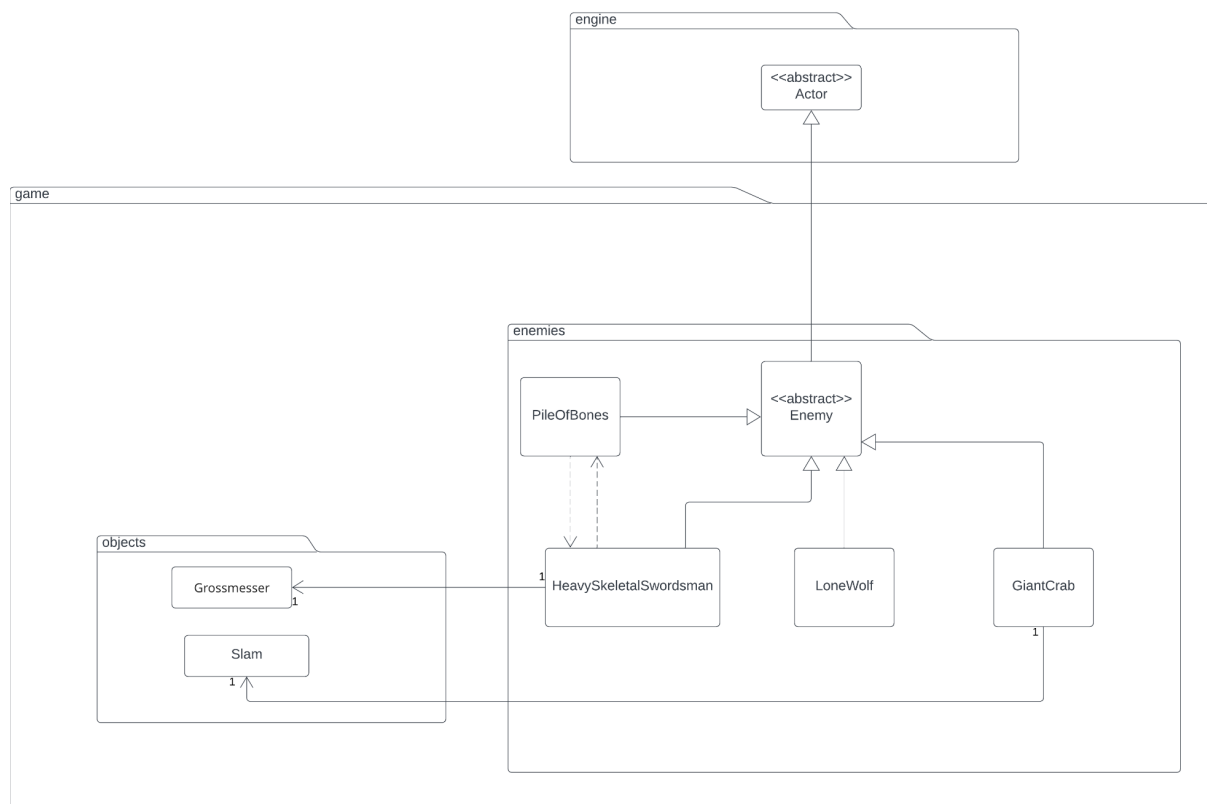 engine
<<abstract>>
Actor
game
enemies
PileOfBones
<<abstract>>
Enemy
objects
Grossmesser
1
1
HeavySkeletalSwordsman
LoneWolf
GiantCrab
1
Slam
1